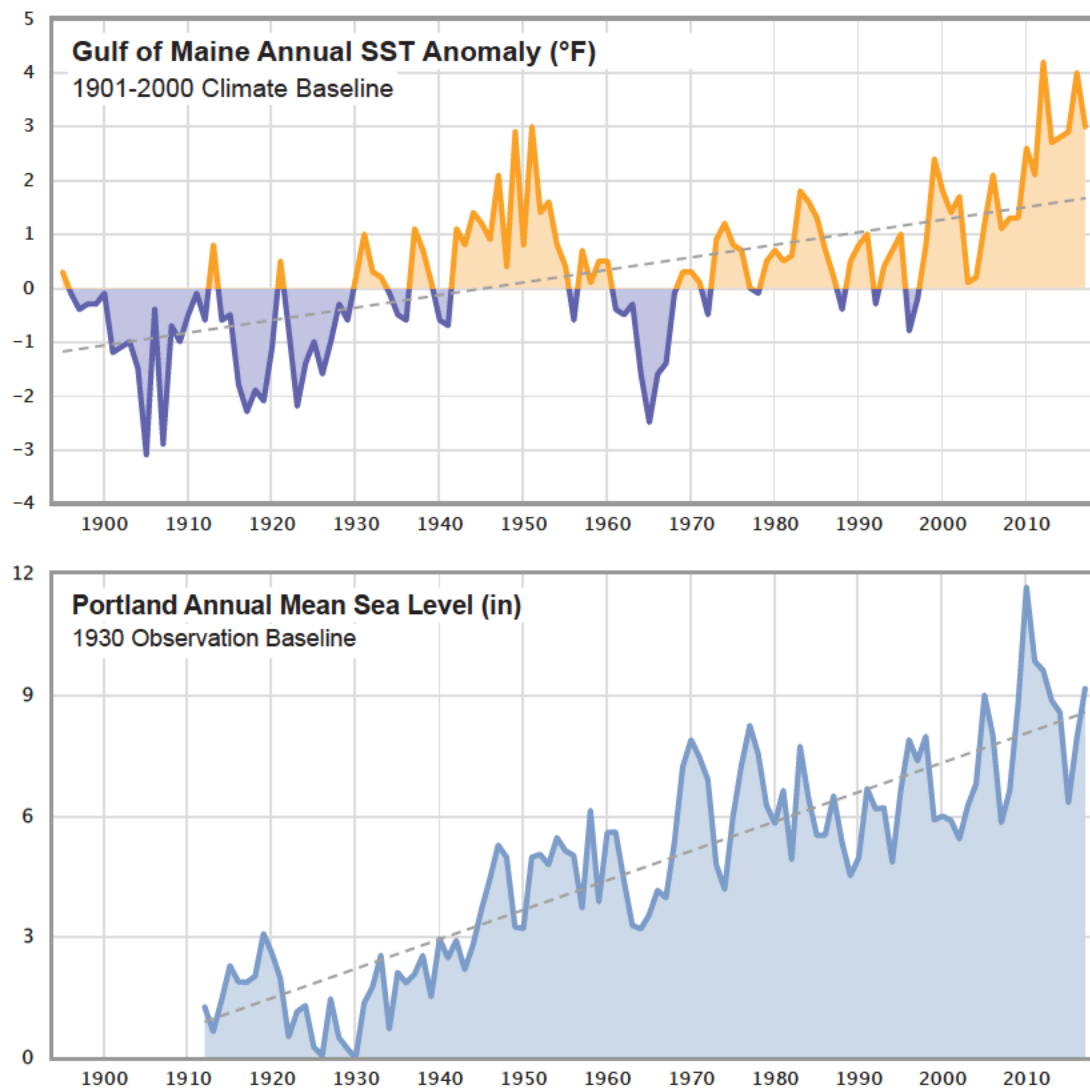 5
Gulf of Maine Annual SST Anomaly (°F)
4
1901-2000 Climate Baseline
3
2
1
0
−1
−2
−3
−4
1900 1910 1920 1930 1940 1950 1960 1970 1980 1990 2000 2010
12
Portland Annual Mean Sea Level (in)
1930 Observation Baseline
9
6
3
0
1900 1910 1920 1930 1940 1950 1960 1970 1980 1990 2000 2010